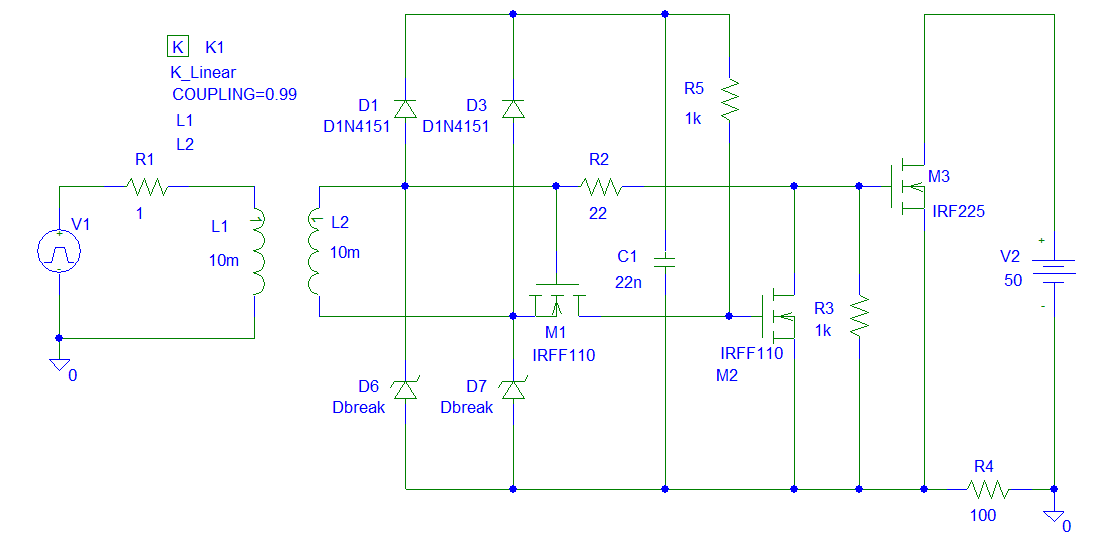 K K1
K_Linear
COUPLING=0.99
L1
L2
R1
1
V1
+
-
L1
10m
L2
10m
0
D1
D1N4151
D3
D1N4151
R5
1k
R2
22
C1
22n
M1
IRFF110
D6
Dbreak
D7
Dbreak
IRFF110
M2
R3
1k
M3
IRF225
+
V2
50
-
R4
100
0